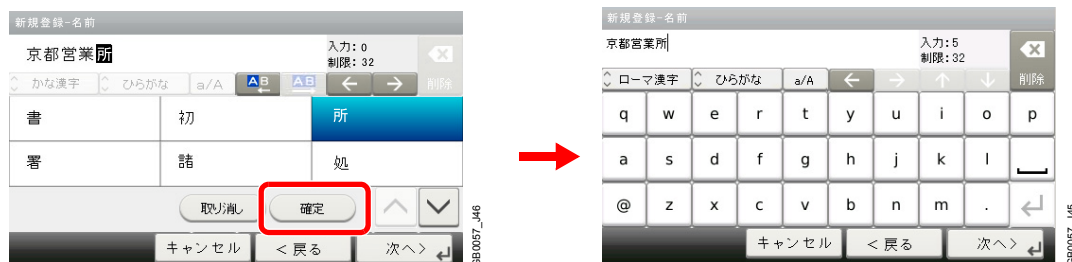 新規登録-名前
京都営業所
入力: 0
制限: 32
かな漢字 ひらがな a/A AB AB ← → 削除
書 初 所
署 諸 処
取り消し 確定
キャンセル <戻る 次へ>
GB0057_J46
新規登録-名前
京都営業所
入力: 5
制限: 32
ローマ漢字 ひらがな a/A ← → ↑ ↓ 削除
q w e r t y u i o p
a s d f g h j k l
@ z x c v b n m .
キャンセル <戻る 次へ>